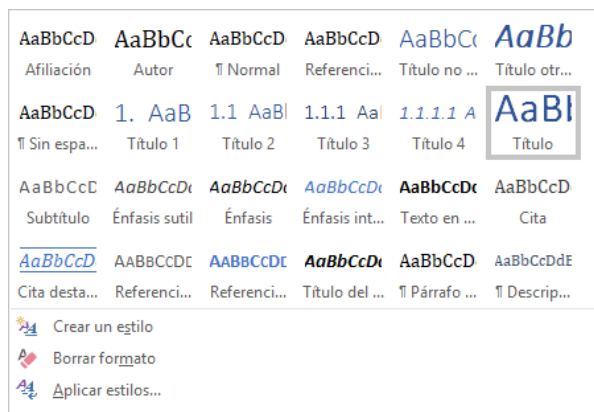 AaBbCcD AaBbCc AaBbCcD AaBbCcD AaBbCc AaBb
Afiliación Autor ¶ Normal Referenci... Título no ... Título otr...
AaBbCcD 1. AaB 1.1 AaBl 1.1.1 Aal 1.1.1.1 A AaBl
¶ Sin espa... Título 1 Título 2 Título 3 Título 4 Título
AaBbCcD AaBbCcDc AaBbCcDc AaBbCcDc AaBbCcDc AaBbCcD
Subtítulo Énfasis sutil Énfasis Énfasis int... Texto en ... Cita
AaBbCcD AABBCCDD AABBCCDD AaBbCcDc AaBbCcD AaBbCcDdE
Cita desta... Referenci... Referenci... Título del ... ¶ Párrafo ... ¶ Descrip...
Crear un estilo
Borrar formato
Aplicar estilos...